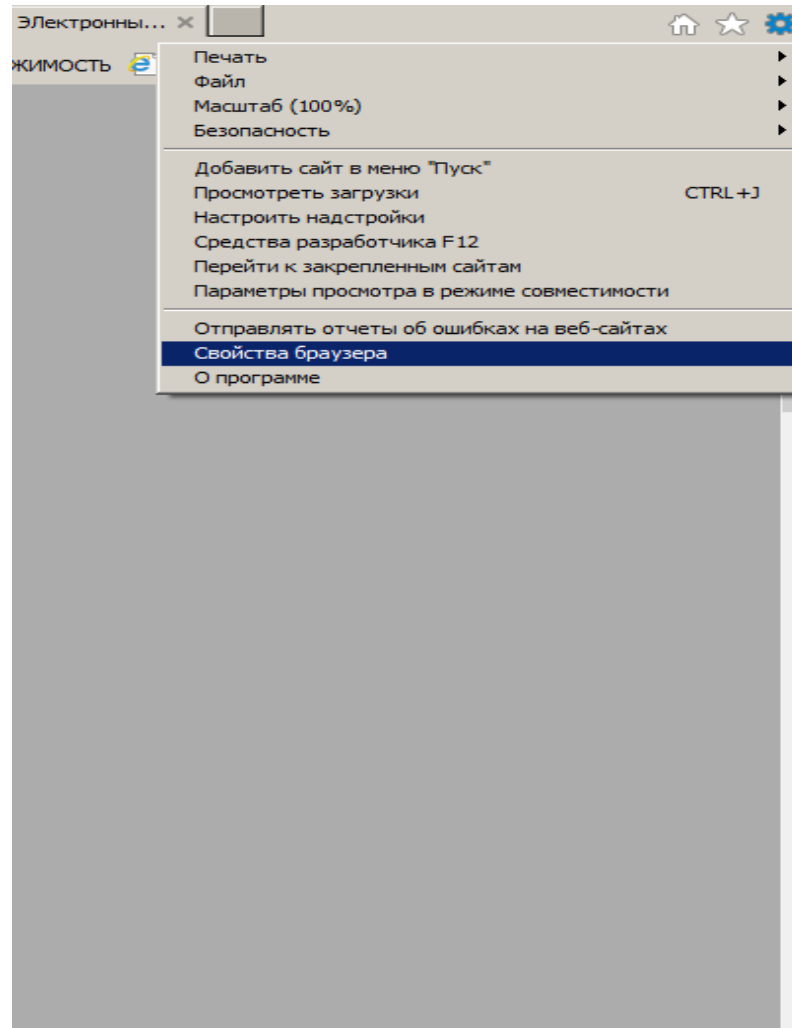 ЭЛектронны...
жимость
Печать
Файл
Масштаб (100%)
Безопасность
Добавить сайт в меню "Пуск"
Просмотреть загрузки CTRL+J
Настроить надстройки
Средства разработчика F12
Перейти к закрепленным сайтам
Параметры просмотра в режиме совместимости
Отправлять отчеты об ошибках на веб-сайтах
Свойства браузера
О программе